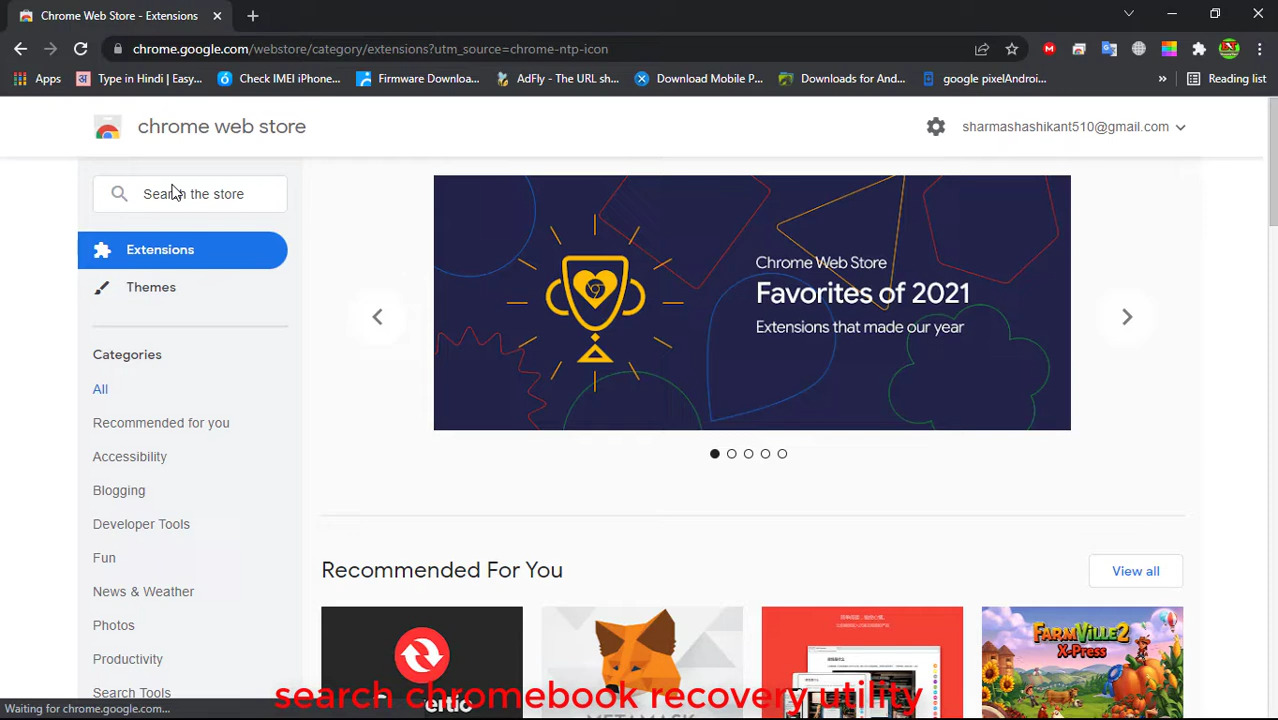 Chrome Web Store - Extensions
chrome.google.com/webstore/category/extensions?utm_source=chrome-ntp-icon
Apps
Type in Hindi | Easy...
Check IMEI iPhone...
Firmware Downloa...
AdFly - The URL sh...
Download Mobile P...
Downloads for And...
google pixelAndroi...
Reading list
chrome web store
sharmashashikant510@gmail.com
Search the store
Extensions
Themes
Categories
All
Recommended for you
Accessibility
Blogging
Developer Tools
Fun
News & Weather
Photos
Productivity
Search Tools
Chrome Web Store
Favorites of 2021
Extensions that made our year
Recommended For You
View all
METAMASK
FARMVILLE 2
X-PRESS
Waiting for chrome.google.com...
search chromebook recovery utility